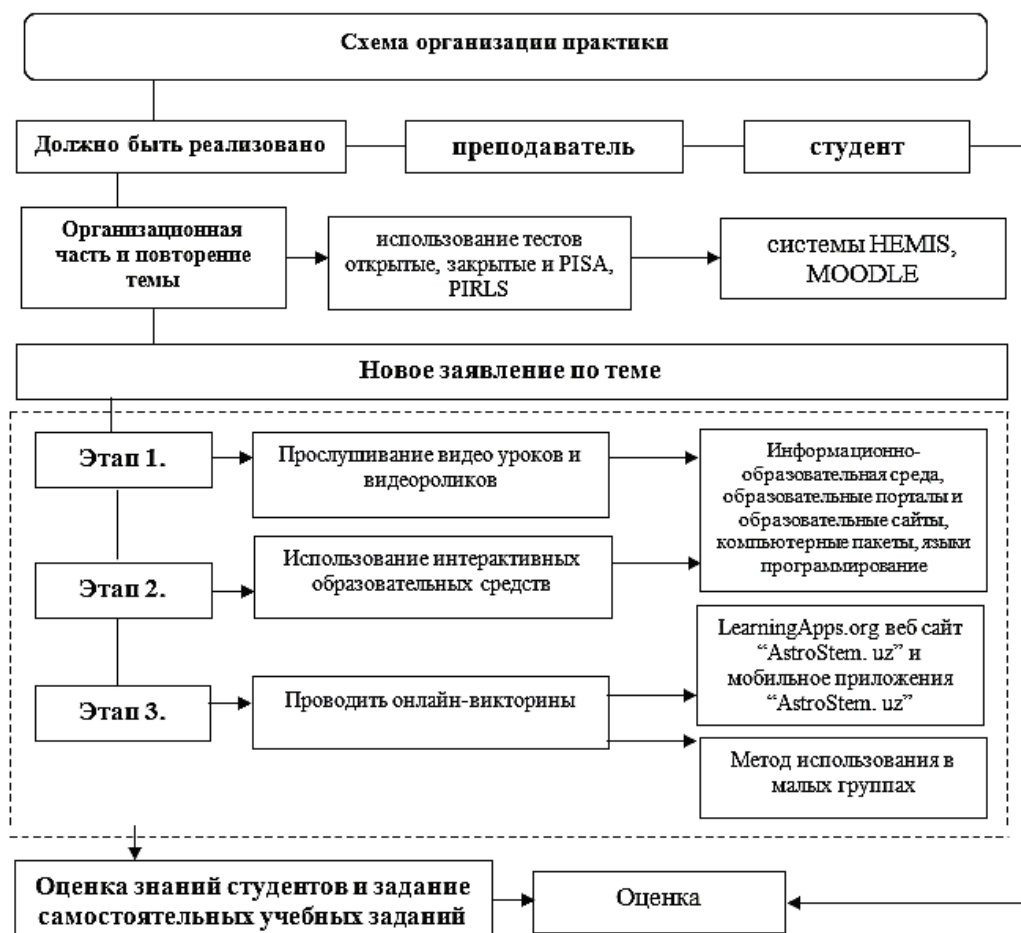 Схема организации практики
Должно быть реализовано
преподаватель
студент
Организационная
часть и повторение
темы
использование тестов
открытые, закрытые и PISA,
PIRLS
системы HEMIS,
MOODLE
Новое заявление по теме
Этап 1.
Прослушивание видео уроков и
видеороликов
Информационно-
образовательная среда,
образовательные порталы и
образовательные сайты,
компьютерные пакеты, языки
программирование
Этап 2.
Использование интерактивных
образовательных средств
Этап 3.
Проводить онлайн-викторины
LearningApps.org веб сайт
“AstroStem. uz” и
мобильное приложения
“AstroStem. uz”
Метод использования в
малых группах
Оценка знаний студентов и задание
самостоятельных учебных заданий
Оценка